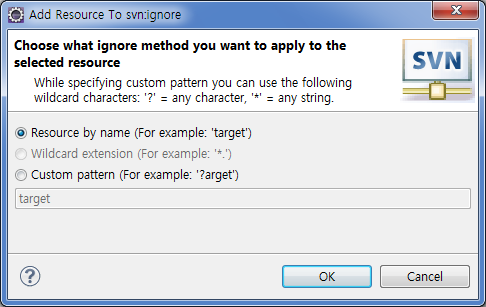 Add Resource To svn:ignore
Choose what ignore method you want to apply to the
selected resource
While specifying custom pattern you can use the following
wildcard characters: '?' = any character, '*' = any string.
SVN
Resource by name (For example: 'target')
Wildcard extension (For example: '*.')
Custom pattern (For example: '?arget')
target
?
OK
Cancel